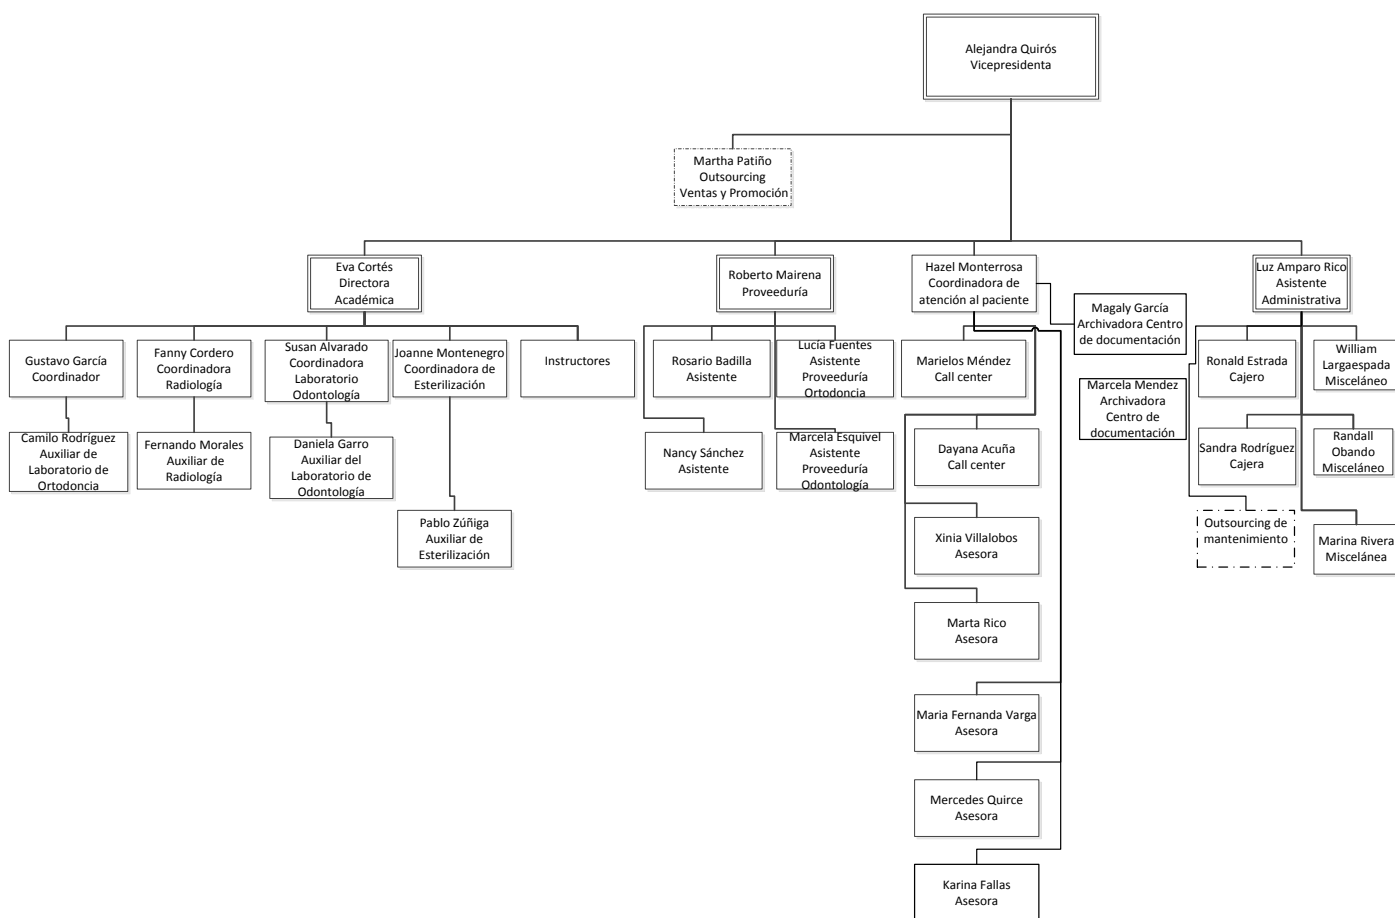 Alejandra Quirós
Vicepresidenta
Martha Patiño
Outsourcing
Ventas y Promoción
Eva Cortés
Directora
Académica
Roberto Mairena
Proveeduría
Hazel Monterrosa
Coordinadora de
atención al paciente
Luz Amparo Rico
Asistente
Administrativa
Magaly García
Archivadora Centro
de documentación
Gustavo García
Coordinador
Fanny Cordero
Coordinadora
Radiología
Susan Alvarado
Coordinadora
Laboratorio
Odontología
Joanne Montenegro
Coordinadora de
Esterilización
Instructores
Rosario Badilla
Asistente
Lucía Fuentes
Asistente
Proveeduría
Ortodoncia
Marielos Méndez
Call center
Ronald Estrada
Cajero
William
Largaespada
Misceláneo
Marcela Mendez
Archivadora
Centro de
documentación
Camilo Rodríguez
Auxiliar de
Laboratorio de
Ortodoncia
Fernando Morales
Auxiliar de
Radiología
Daniela Garro
Auxiliar del
Laboratorio de
Odontología
Nancy Sánchez
Asistente
Marcela Esquivel
Asistente
Proveeduría
Odontología
Dayana Acuña
Call center
Sandra Rodríguez
Cajera
Randall
Obando
Misceláneo
Pablo Zúñiga
Auxiliar de
Esterilización
Xinia Villalobos
Asesora
Outsourcing de
mantenimiento
Marina Rivera
Miscelánea
Marta Rico
Asesora
Maria Fernanda Varga
Asesora
Mercedes Quirce
Asesora
Karina Fallas
Asesora